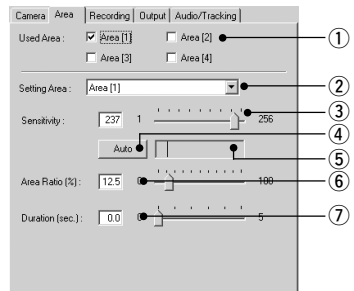 Camera Area Recording Output Audio/Tracking
Used Area : Area [1] Area [2] ①
Area [3] Area [4]
Setting Area : Area [1] ②
③
Sensitivity : 237 1 256
④
Auto ⑤
Area Ratio (%) : 12.5 0 100 ⑥
Duration (sec.) : 0.0 0 5 ⑦